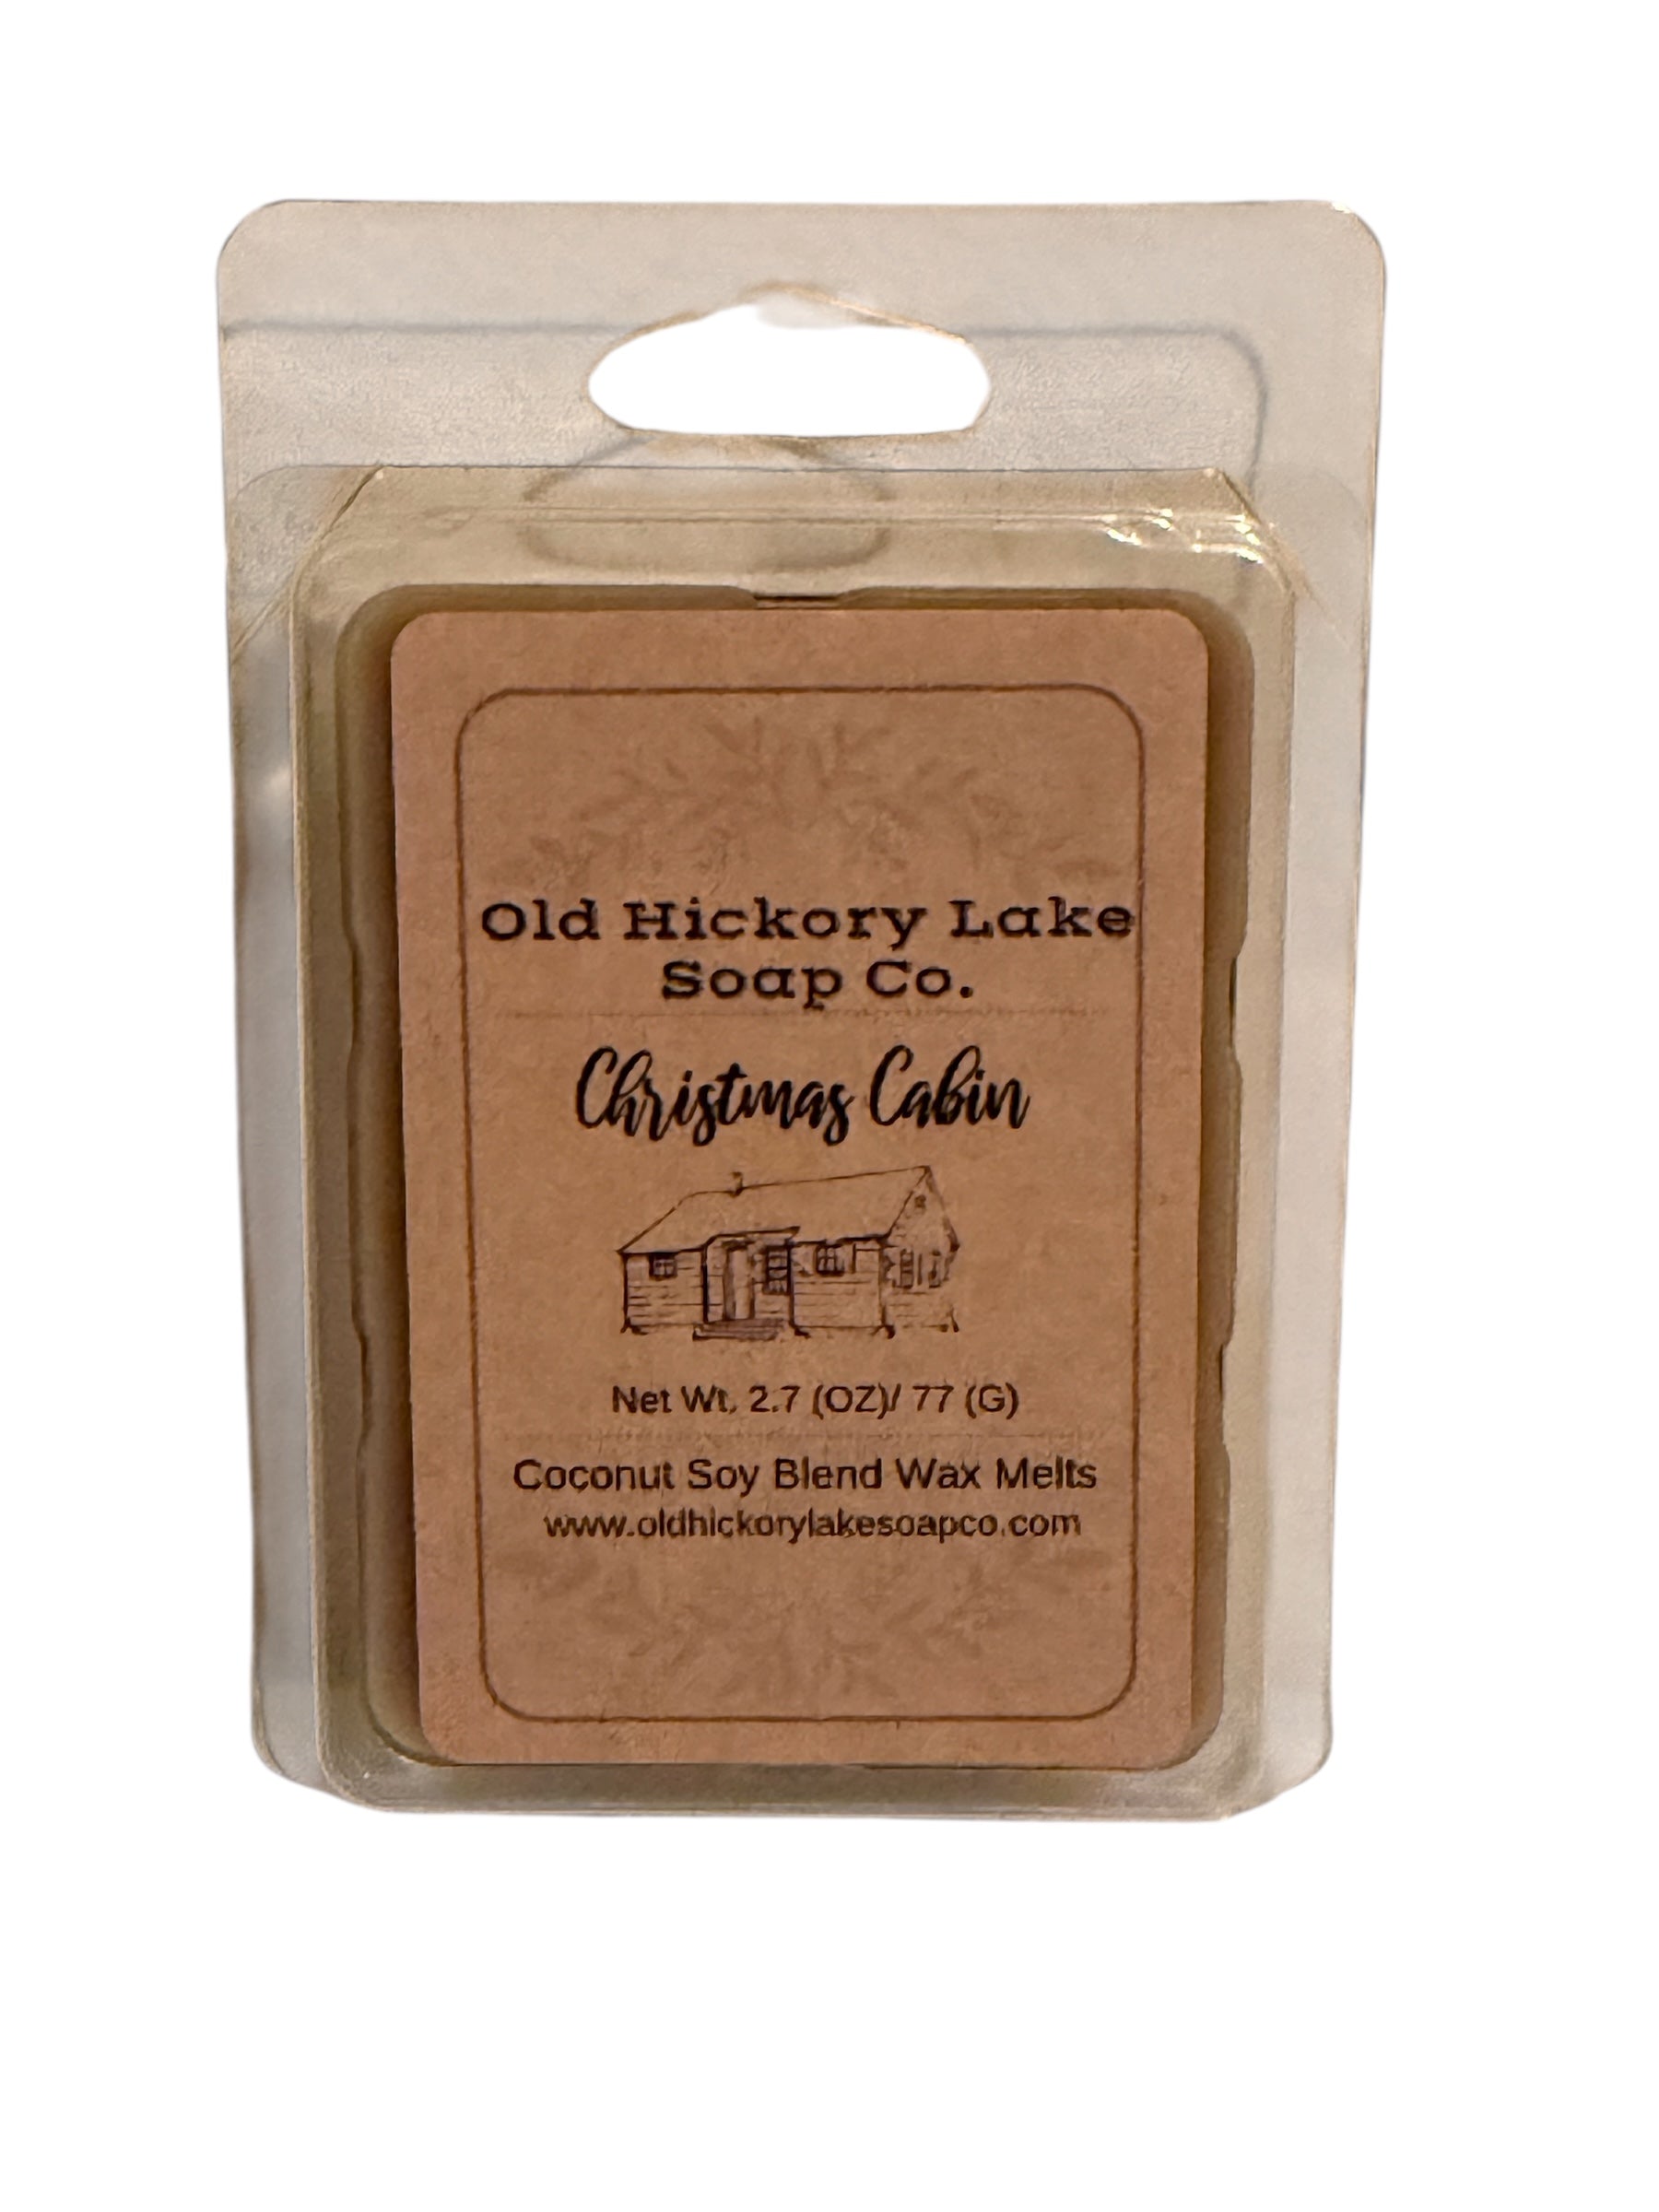 Old Hickory Lake
Soap Co.
Christmas Cabin
Net Wt. 2.7 (OZ)/ 77 (G)
Coconut Soy Blend Wax Melts
www.oldhickorylakesoapco.com